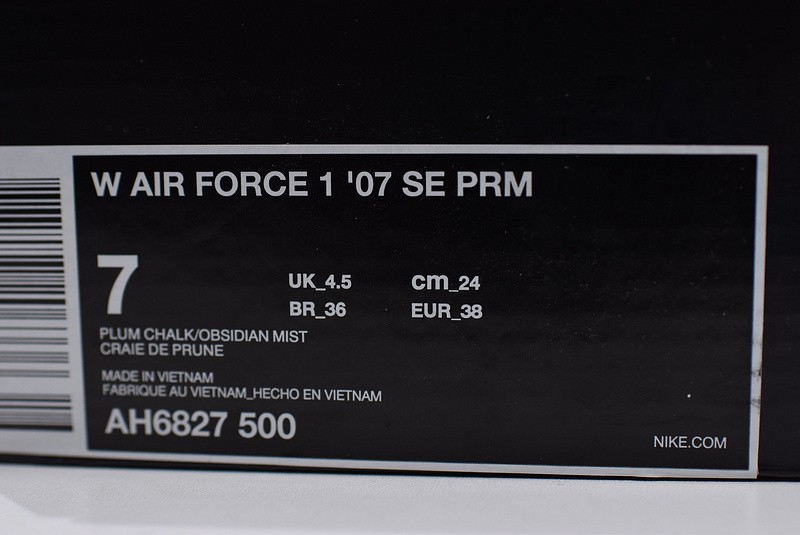 W AIR FORCE 1 '07 SE PRM
7
UK_4.5 cm_24
BR_36 EUR_38
PLUM CHALK/OBSIDIAN MIST
CRAIE DE PRUNE
MADE IN VIETNAM
FABRIQUE AU VIETNAM_HECHO EN VIETNAM
AH6827 500
NIKE.COM